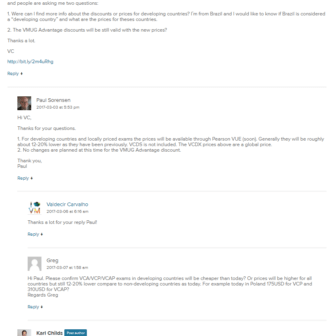 and people are asking me two questions:
1. Were can I find more info about the discounts or prices for developing countries? I'm from Brazil and I would like to know if Brazil is considered
a "developing country" and what are the prices for theses countries.
2. The VMUG Advantage discounts will be still valid with the new prices?
Thanks a lot
VC
Reply
Paul Sorensen
2017-03-03 at 5:53 pm
Hi VC,
Thanks for your questions.
1. For developing countries and locally priced exams the prices will be available through Pearson VUE (soon). Generally they will be roughly
about 12-20% lower as they have been previously. VCDS is not included. The VCDX prices above are a global price.
2. No changes are planned at this time for the VMUG Advantage discount.
Thank you,
Paul
Reply
Valdecir Carvalho
2017-03-05 at 9:19 am
Thanks a lot for your reply Paul!
Reply
Greg
2017-03-07 at 1:58 am
Hi Paul. Please confirm VCA/VCP/VCAP exams in developing countries will be cheaper than today? Or prices will be higher for all
countries but still 12-20% lower compare to non-developing countries as today. For example today in Poland 175USD for VCP and
310USD for VCAP?
Regards Greg
Reply
Karl Childs